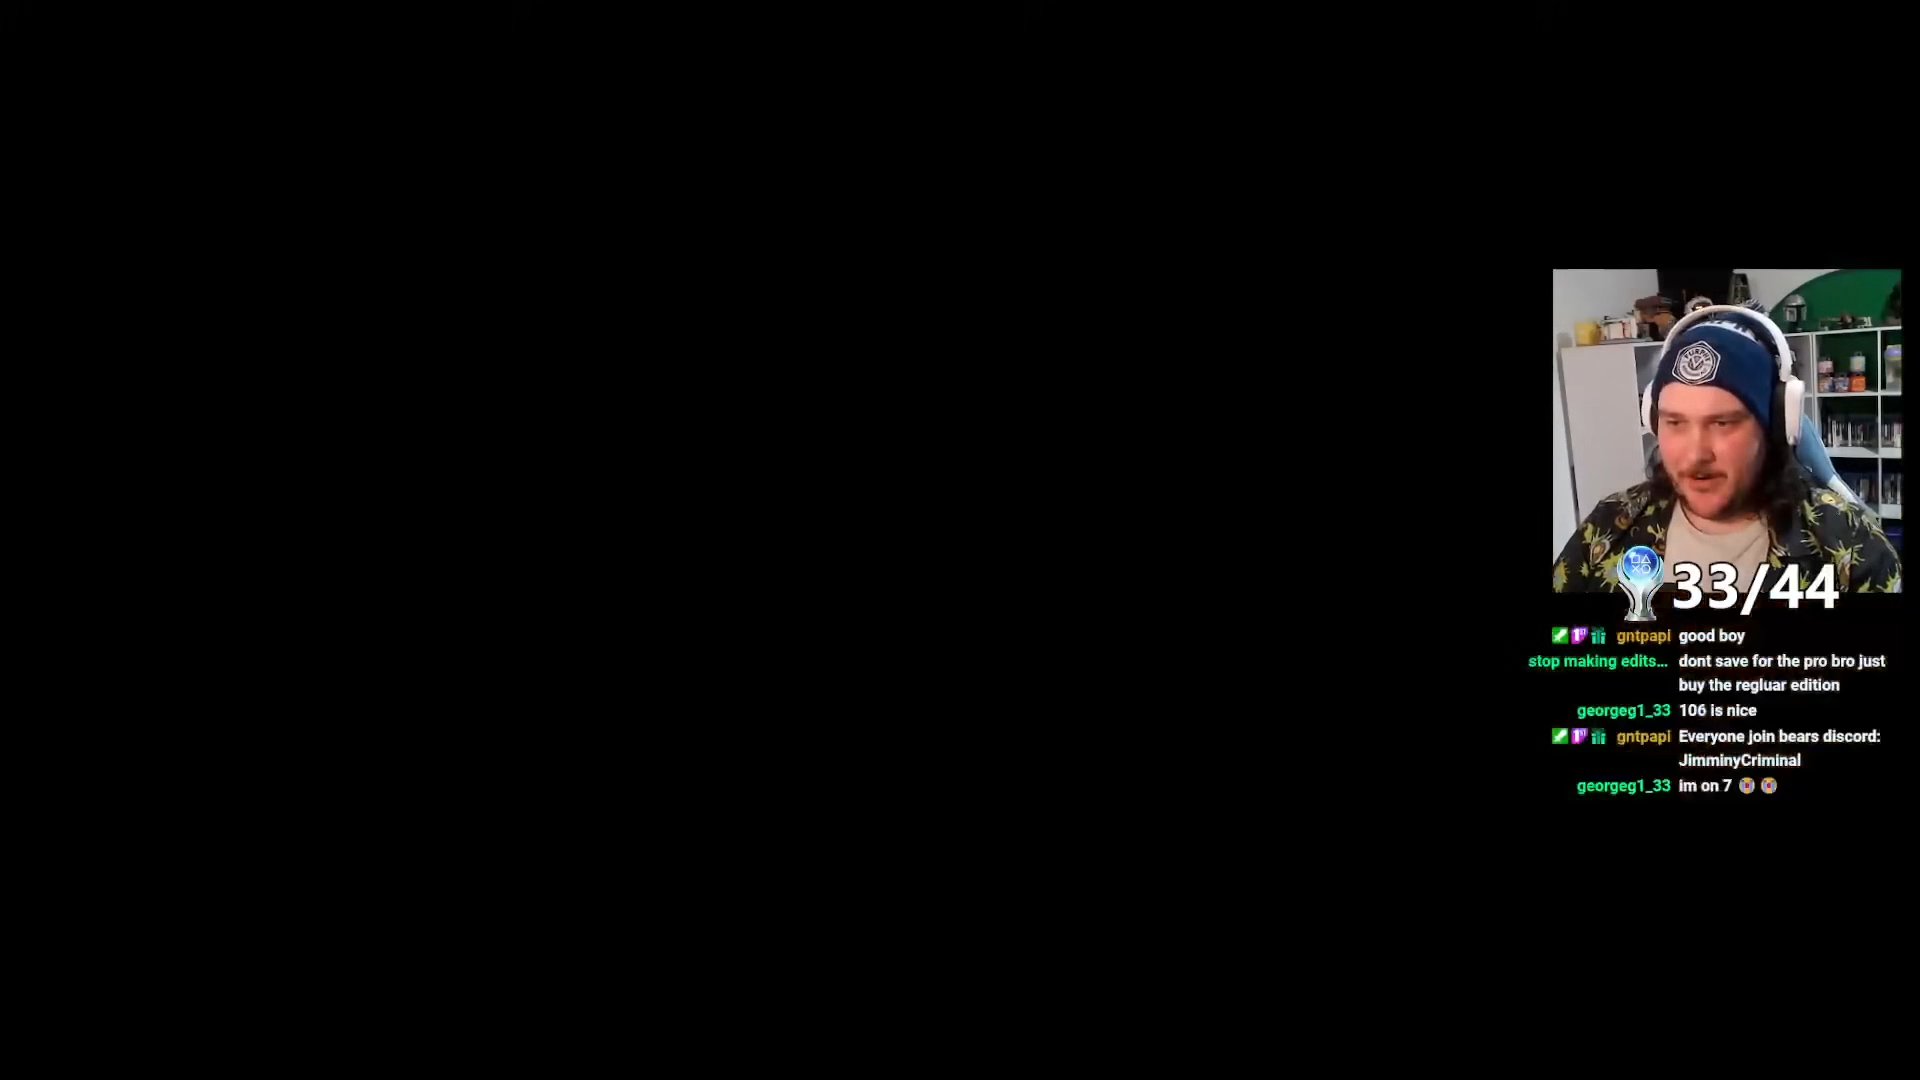 33/44
gntpapi good boy
stop making edits... dont save for the pro bro just
buy the regluar edition
georgeg1_33 106 is nice
gntpapi Everyone join bears discord:
JimminyCriminal
georgeg1_33 im on 7